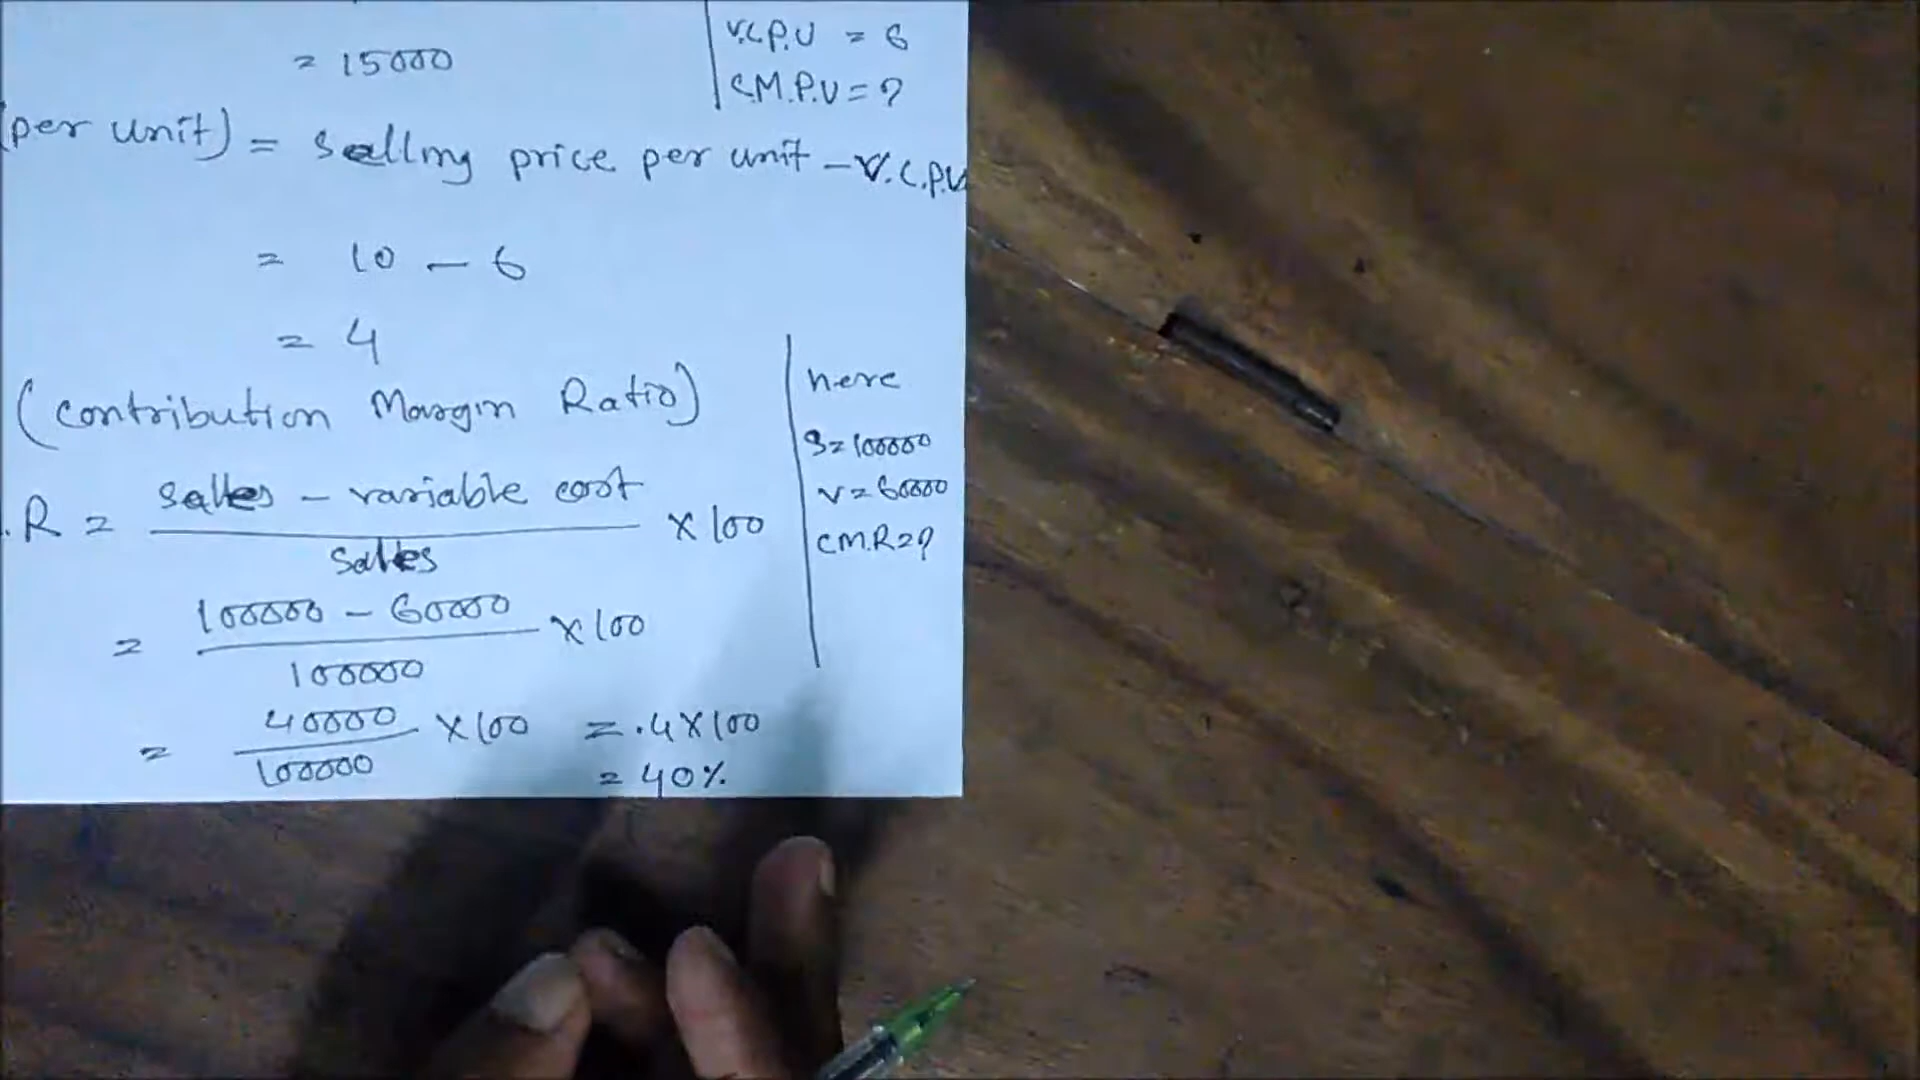 = 15000
V.C.P.U = 6
C.M.P.U = ?
(per unit) = selling price per unit - V.C.P.U
= 10 - 6
= 4
(Contribution Margin Ratio)
here
S = 100000
V = 60000
C.M.R = ?
.R = sales - variable cost
sales
× 100
= 100000 - 60000
100000
× 100
= 40000
100000
× 100 = .4 × 100
= 40%